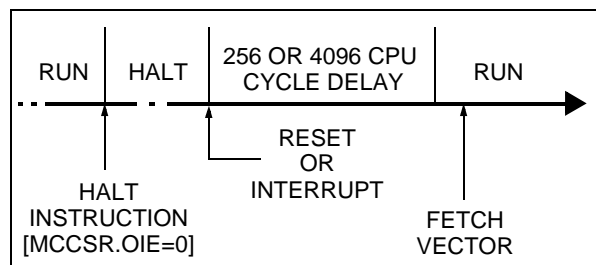 RUN
HALT
256 OR 4096 CPU
CYCLE DELAY
RUN
RESET
OR
INTERRUPT
HALT
INSTRUCTION
[MCCSR.OIE=0]
FETCH
VECTOR